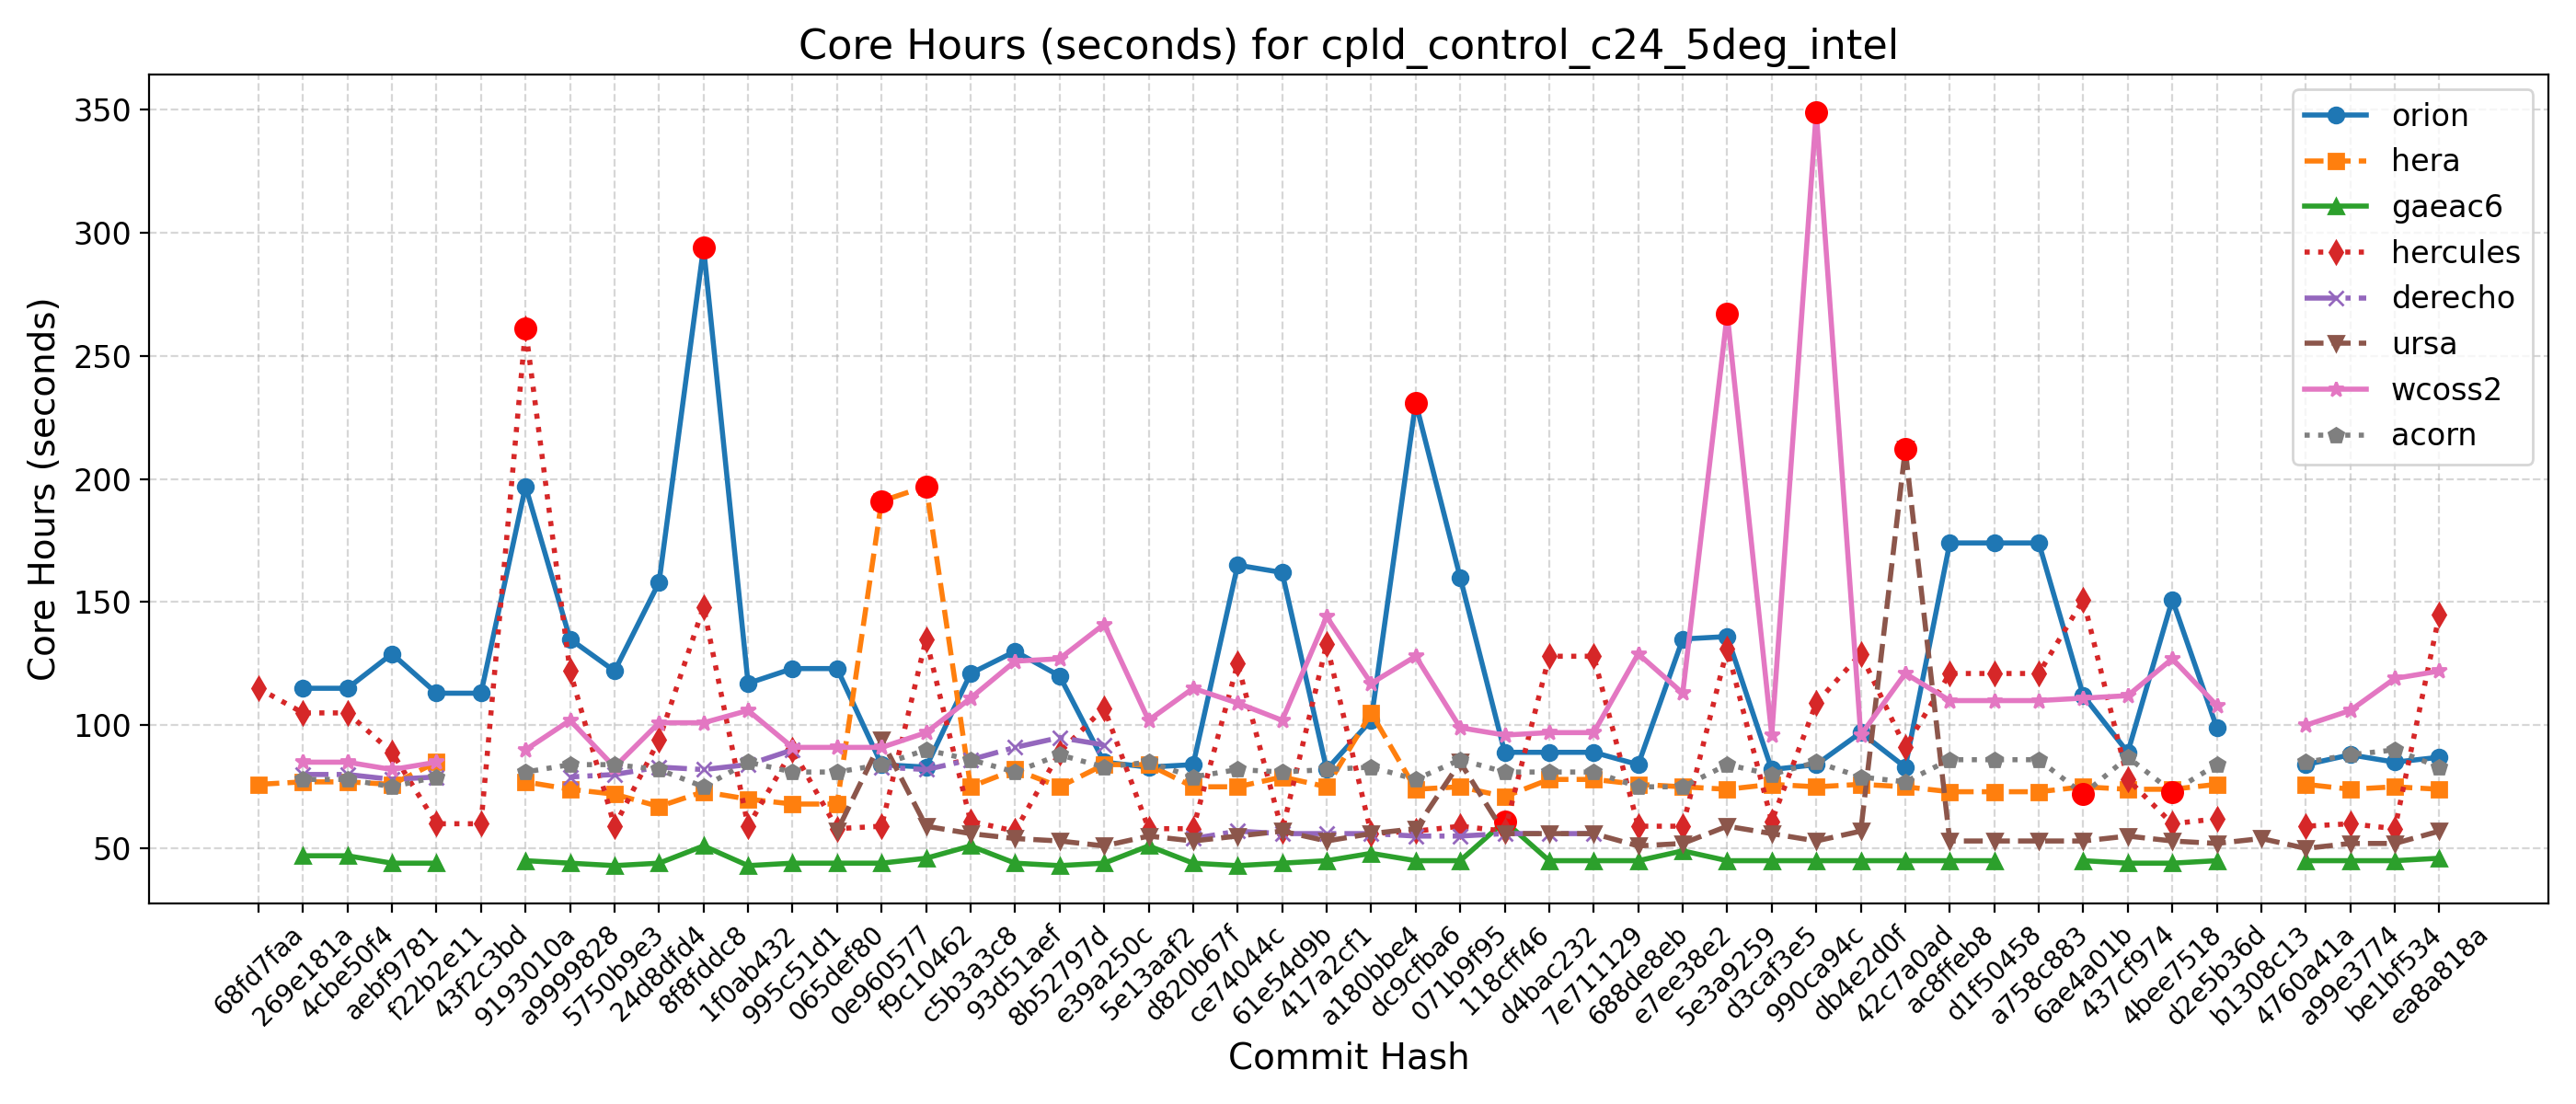 Core Hours (seconds) for cpld_control_c24_5deg_intel
Core Hours (seconds)
350
300
250
200
150
100
50
orion
hera
gaeac6
hercules
derecho
ursa
wcoss2
acorn
68fd7faa
269e181a
4cbe50f4
aebf9781
f22b2e11
43f2c3bd
9193010a
a9999828
5750b9e3
24d8dfd4
8f8fddc8
1f0ab432
995c51d1
065def80
0e960577
f9c10462
c5b3a3c8
93d51aef
8b52797d
e39a250c
5e13aaf2
d820b67f
ce74044c
61e54d9b
417a2cf1
a180bbe4
dc9cfba6
071b9f95
118cff46
d4bac232
7e711129
688de8eb
e7ee38e2
5e3a9259
d3caf3e5
990ca94c
db4e2d0f
42c7a0ad
ac8ffeb8
d1f50458
a758c883
6ae4a01b
437cf974
4bee7518
d2e5b36d
b1308c13
4760a41a
a99e3774
be1bf534
ea8a818a
Commit Hash